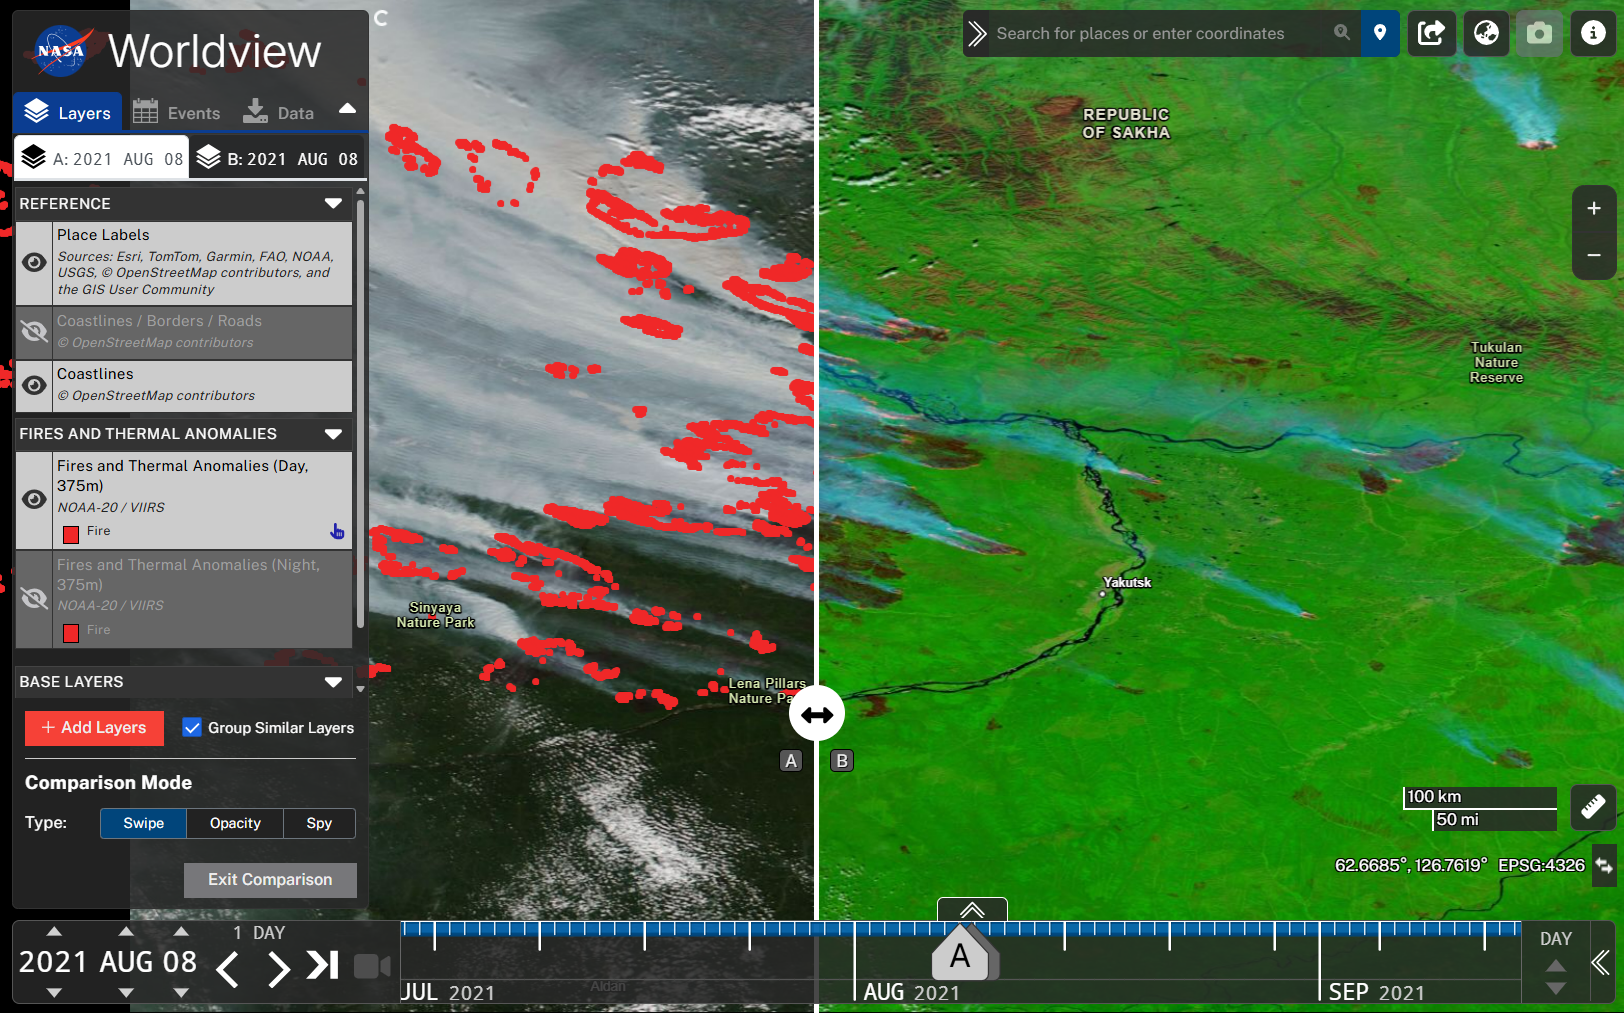 C
NASA
Worldview
Search for places or enter coordinates
Layers
Events
Data
A: 2021 AUG 08
B: 2021 AUG 08
REFERENCE
Place Labels
Sources: Esri, TomTom, Garmin, FAO, NOAA,
USGS, © OpenStreetMap contributors, and
the GIS User Community
Coastlines / Borders / Roads
© OpenStreetMap contributors
Coastlines
© OpenStreetMap contributors
FIRES AND THERMAL ANOMALIES
Fires and Thermal Anomalies (Day,
375m)
NOAA-20 / VIIRS
Fire
Fires and Thermal Anomalies (Night,
375m)
NOAA-20 / VIIRS
Fire
BASE LAYERS
+ Add Layers
Group Similar Layers
Comparison Mode
Type:
Swipe
Opacity
Spy
Exit Comparison
REPUBLIC
OF SAKHA
Tukulan
Nature
Reserve
Yakutsk
Sinyaya
Nature Park
Lena Pillars
Nature Pa
A
B
+
−
100 km
50 mi
62.6685°, 126.7619° EPSG:4326
2021 AUG 08
1 DAY
Aldan
JUL 2021
A
AUG 2021
SEP 2021
DAY